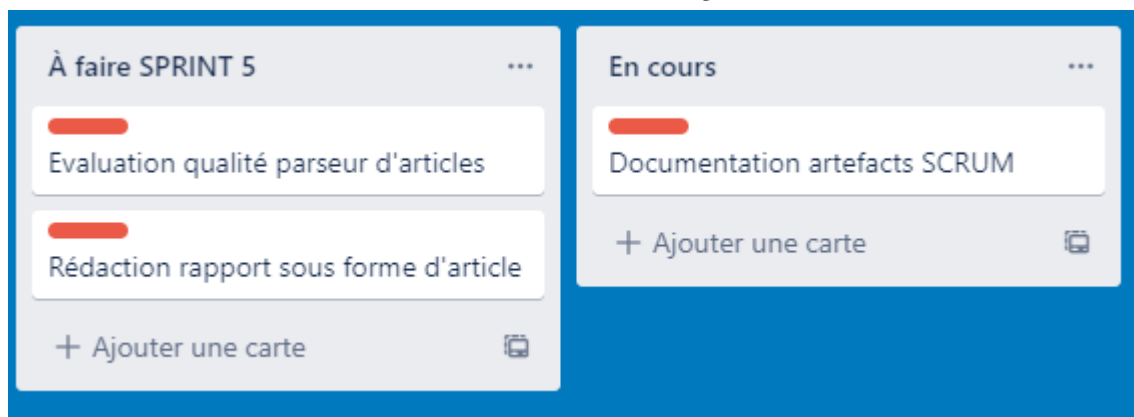 À faire SPRINT 5
Evaluation qualité parseur d'articles
Rédaction rapport sous forme d'article
+ Ajouter une carte
En cours
Documentation artefacts SCRUM
+ Ajouter une carte